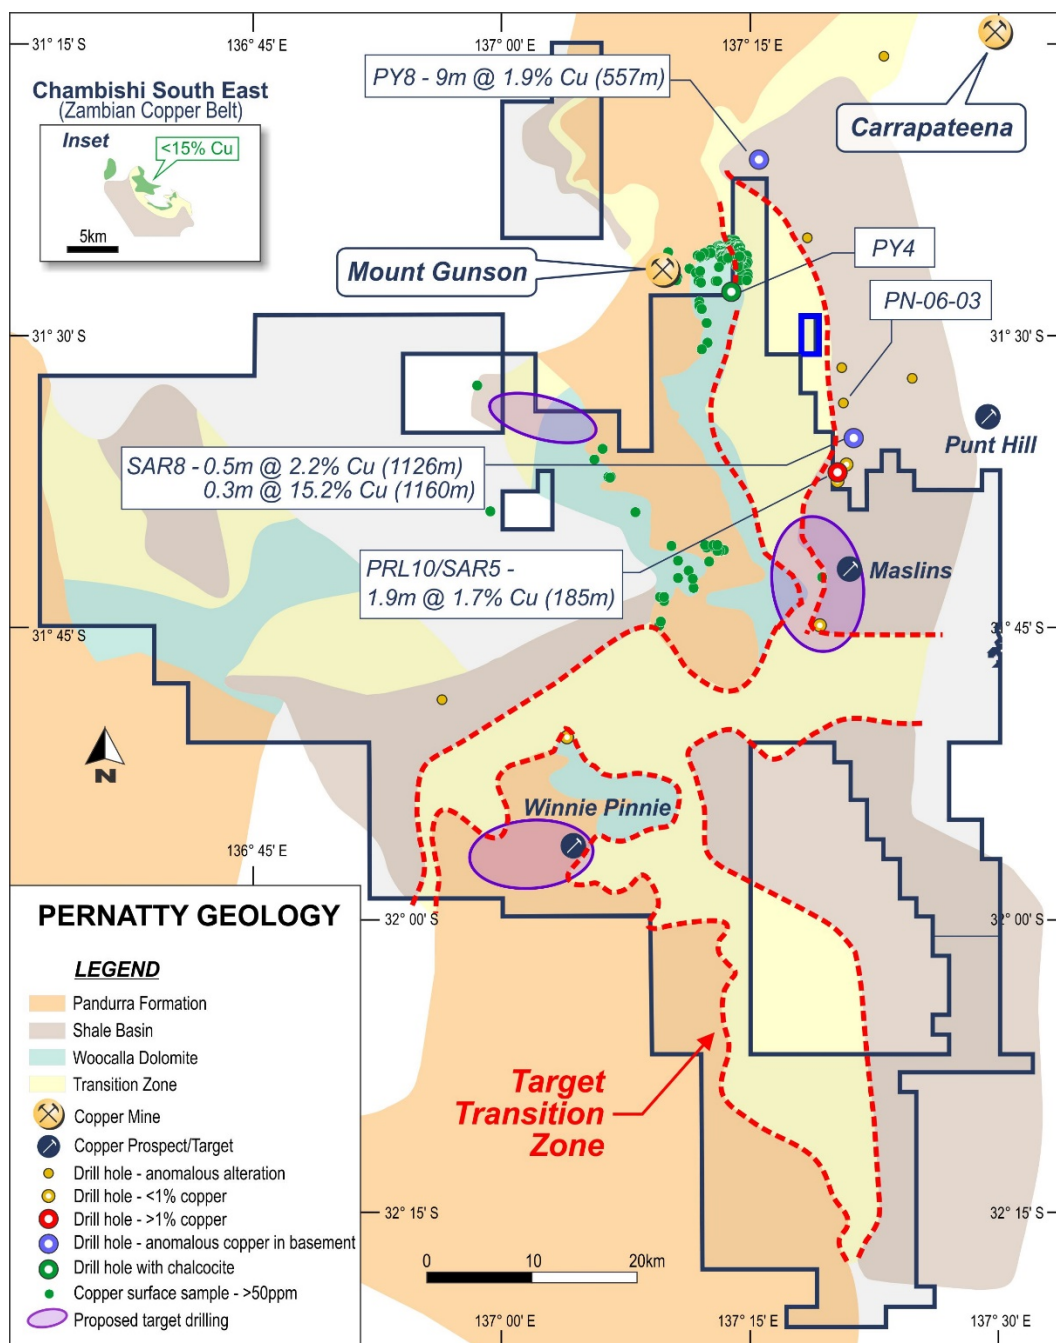 31° 15' S
136° 45' E
137° 00' E
137° 15' E
31° 15' S
PY8 - 9m @ 1.9% Cu (557m)
Carrapateena
Chambishi South East
(Zambian Copper Belt)
Inset
<15% Cu
5km
Mount Gunson
PY4
PN-06-03
31° 30' S
31° 30' S
Punt Hill
SAR8 - 0.5m @ 2.2% Cu (1126m)
0.3m @ 15.2% Cu (1160m)
PRL10/SAR5 -
1.9m @ 1.7% Cu (185m)
Maslins
31° 45' S
31° 45' S
N
Winnie Pinnie
136° 45' E
32° 00' S
32° 00' S
PERNATTY GEOLOGY
LEGEND
Pandurra Formation
Shale Basin
Woocalla Dolomite
Transition Zone
Copper Mine
Copper Prospect/Target
Drill hole - anomalous alteration
Drill hole - <1% copper
Drill hole - >1% copper
Drill hole - anomalous copper in basement
Drill hole with chalcocite
Copper surface sample - >50ppm
Proposed target drilling
Target
Transition
Zone
32° 15' S
32° 15' S
0
10
20km
137° 00' E
137° 15' E
137° 30' E